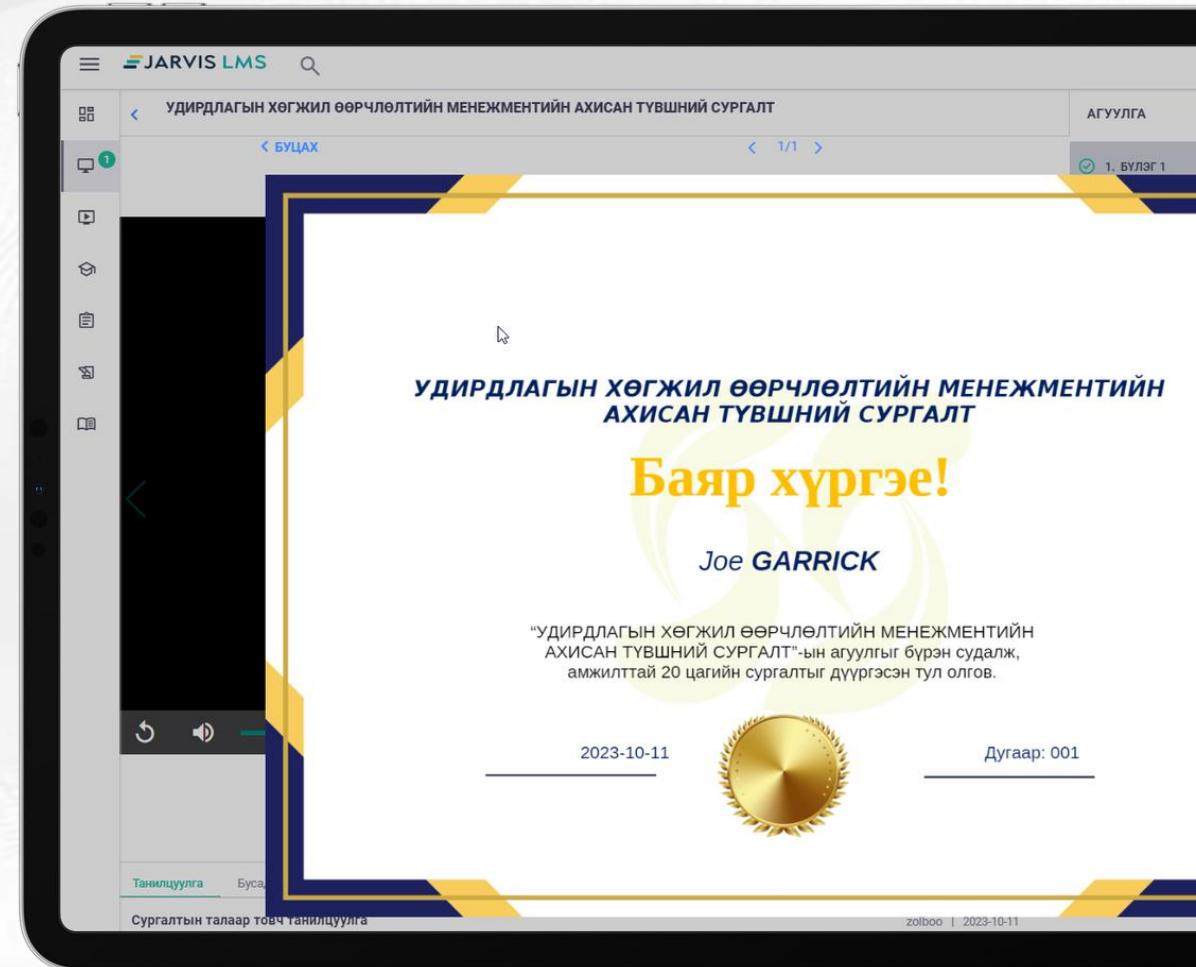 JARVIS LMS
УДИРДЛАГЫН ХӨГЖИЛ ӨӨРЧЛӨЛТИЙН МЕНЕЖМЕНТИЙН АХИСАН ТҮВШНИЙ СУРГАЛТ
АГУУЛГА
1
БУЦАХ
1/1
1. БҮЛЭГ 1
УДИРДЛАГЫН ХӨГЖИЛ ӨӨРЧЛӨЛТИЙН МЕНЕЖМЕНТИЙН
АХИСАН ТҮВШНИЙ СУРГАЛТ
Баяр хүргэе!
Joe GARRICK
“УДИРДЛАГЫН ХӨГЖИЛ ӨӨРЧЛӨЛТИЙН МЕНЕЖМЕНТИЙН
АХИСАН ТҮВШНИЙ СУРГАЛТ”-ын агуулгыг бүрэн судалж,
амжилттай 20 цагийн сургалтыг дүүргэсэн тул олгов.
2023-10-11
Дугаар: 001
Танилцуулга
Сургалтын талаар товч танилцуулга
zolboo | 2023-10-11